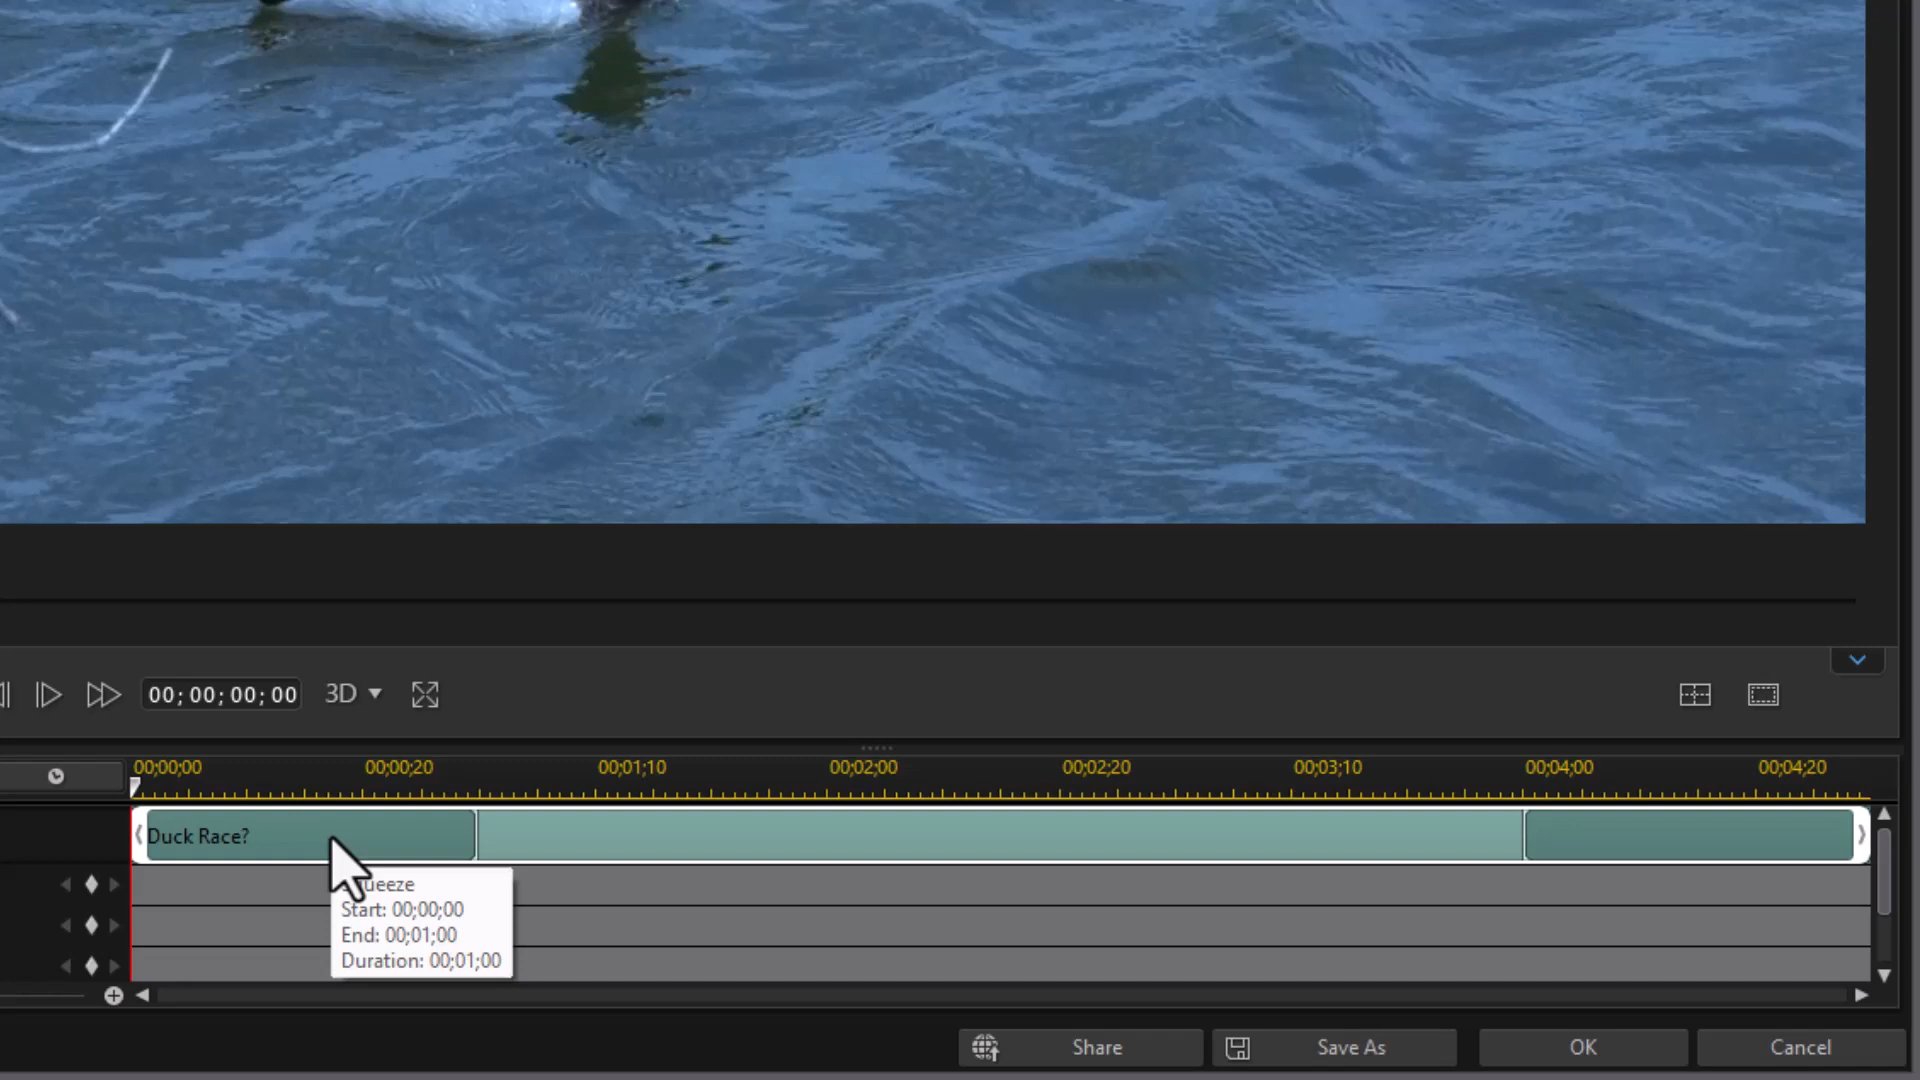 00;00;00;00
3D
00;00;00 00;00;20 00;01;10 00;02;00 00;02;20 00;03;10 00;04;00 00;04;20
Duck Race?
ueeze
Start: 00;00;00
End: 00;01;00
Duration: 00;01;00
Share Save As OK Cancel